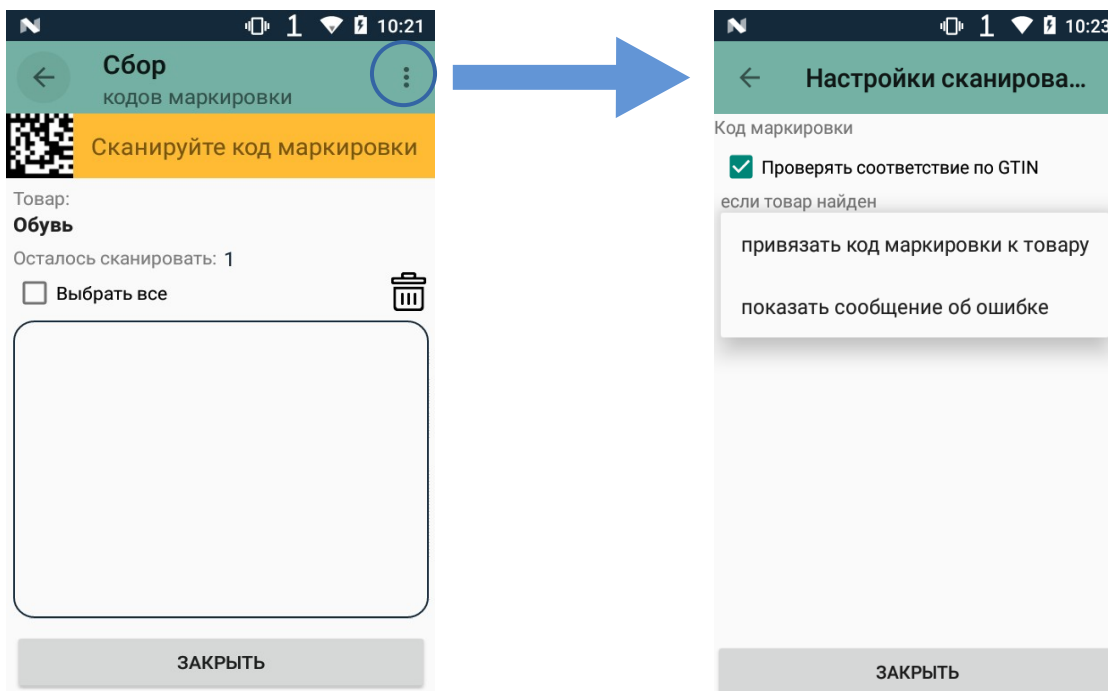 1 10:21
Сбор
кодов маркировки
Сканируйте код маркировки
Товар:
Обувь
Осталось сканировать: 1
Выбрать все
ЗАКРЫТЬ
1 10:23
Настройки сканирова...
Код маркировки
Проверять соответствие по GTIN
если товар найден
привязать код маркировки к товару
показать сообщение об ошибке
ЗАКРЫТЬ